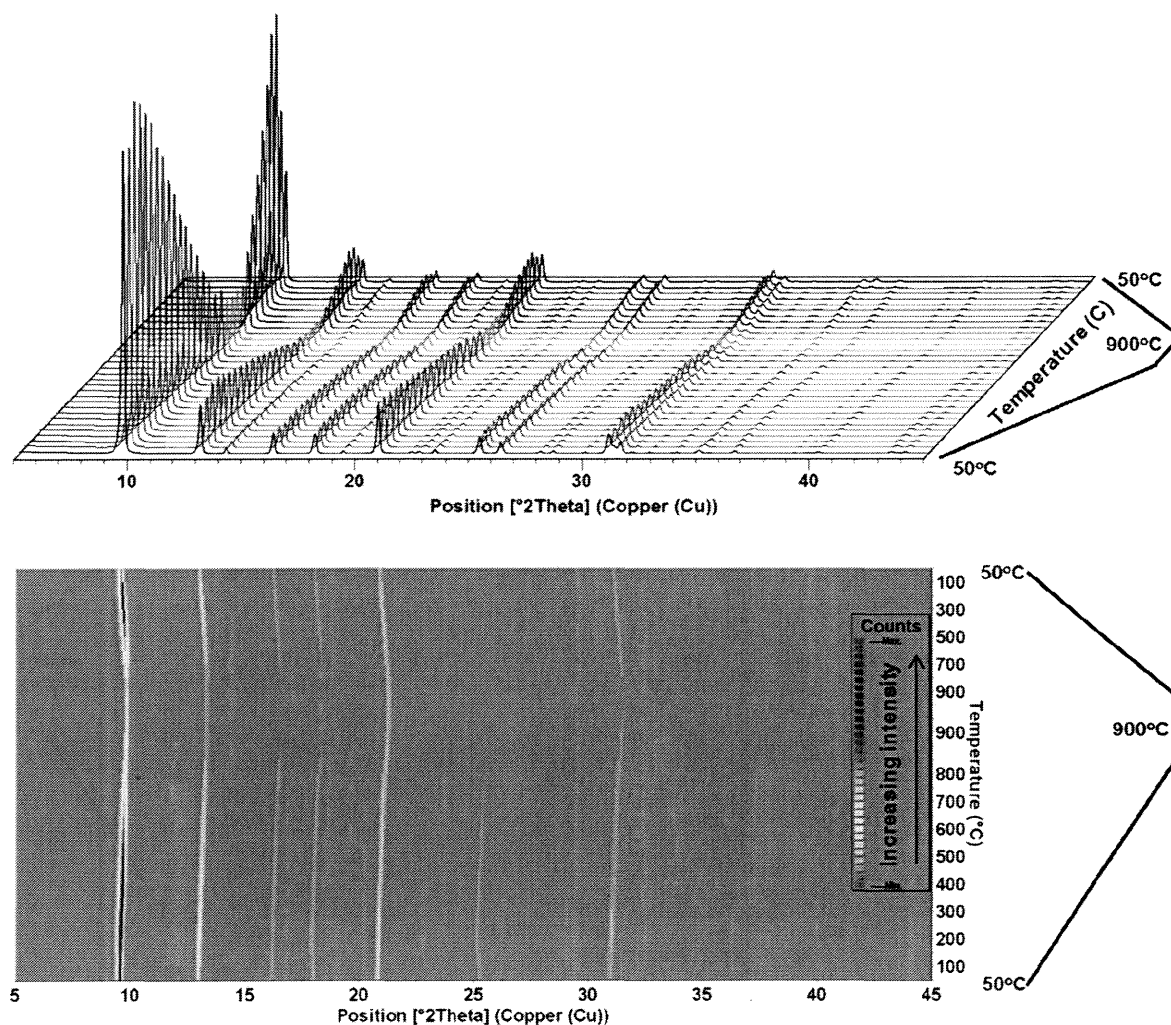 50°C
900°C
Temperature (C)
50°C
10
20
30
40
Position [°2Theta] (Copper (Cu))
50°C
100
300
500
700
900
900
800
700
600
500
400
300
200
100
Temperature (°C)
Counts
Increasing Intensity
900°C
50°C
5
10
15
20
25
30
35
40
45
Position [°2Theta] (Copper (Cu))